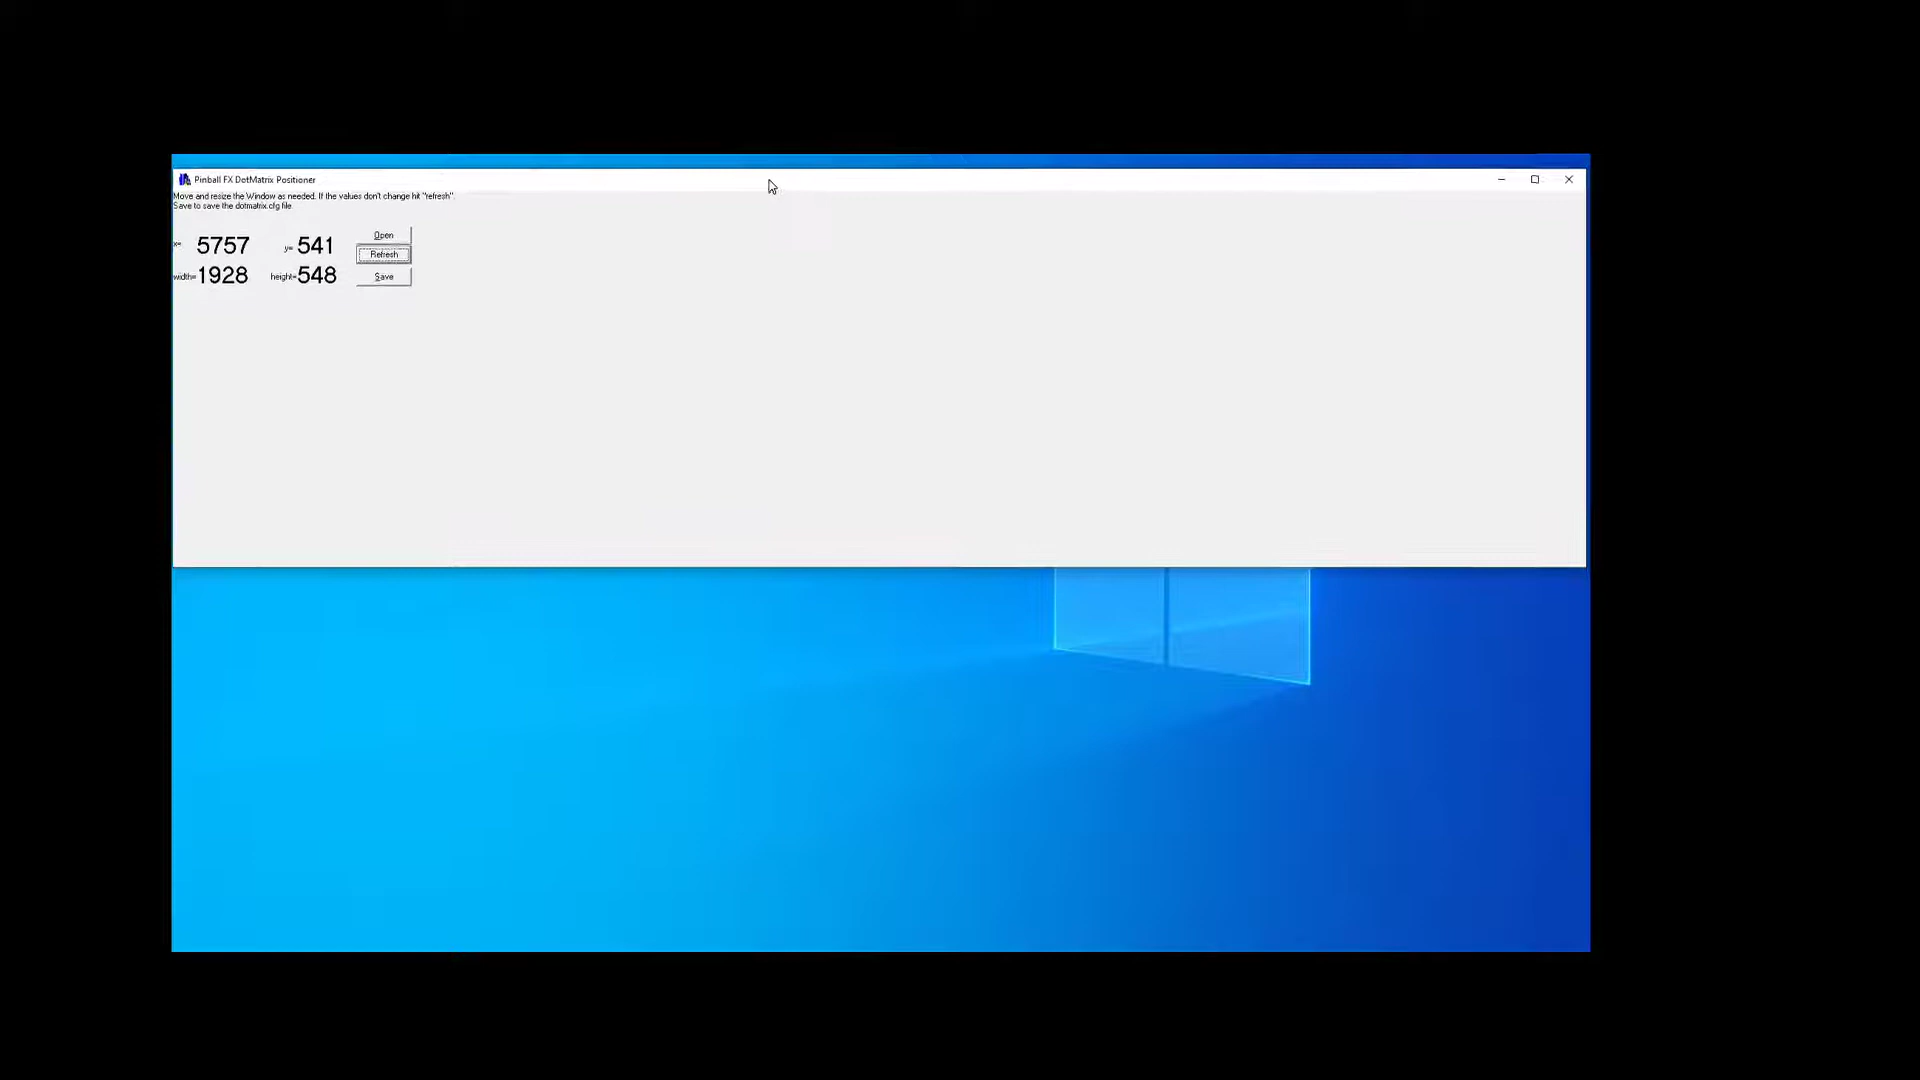 Pinball FX DotMatrix Positioner
Move and resize the Window as needed. If the values don't change hit "refresh".
Save to save the dotmatrix.cfg file
x= 5757 y= 541 Open
Refresh
width= 1928 height= 548 Save